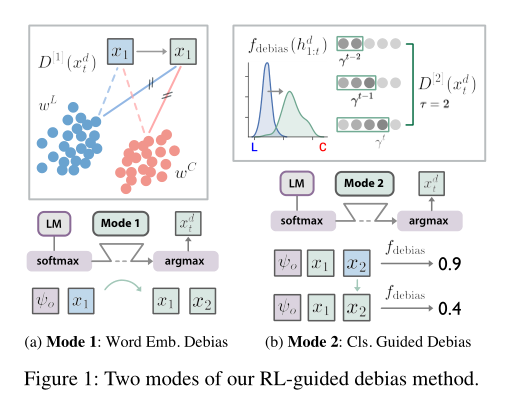 D^[1](x_t^d)
x_1
x_1
w^L
w^C
LM
Mode 1
x_t^d
softmax
argmax
ψ_o
x_1
x_1
x_2
(a) Mode 1: Word Emb. Debias
f_debias(h_{1:t}^d)
γ^{t-2}
γ^{t-1}
γ^t
D^[2](x_t^d)
τ = 2
L
C
LM
Mode 2
x_t^d
softmax
argmax
ψ_o
x_1
x_2
f_debias
0.9
ψ_o
x_1
x_2
f_debias
0.4
(b) Mode 2: Cls. Guided Debias
Figure 1: Two modes of our RL-guided debias method.